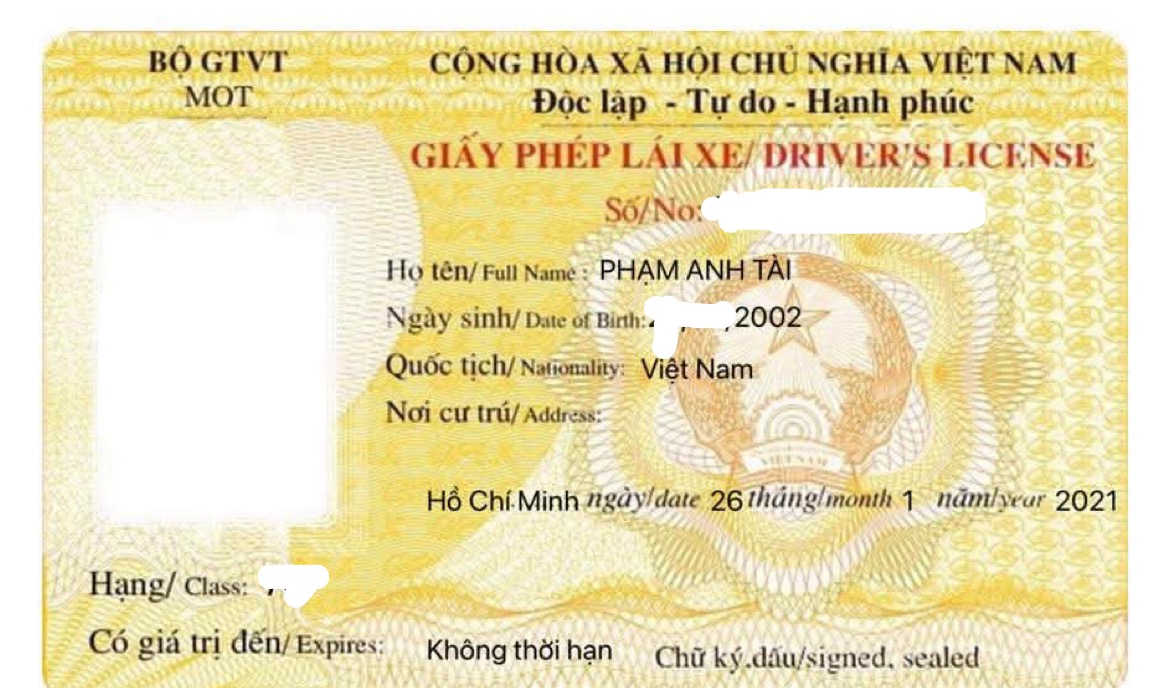 BỘ GTVT
MOT
CỘNG HÒA XÃ HỘI CHỦ NGHĨA VIỆT NAM
Độc lập - Tự do - Hạnh phúc
GIẤY PHÉP LÁI XE/ DRIVER'S LICENSE
Số/No:
Họ tên/ Full Name : PHẠM ANH TÀI
Ngày sinh/ Date of Birth: 2002
Quốc tịch/ Nationality: Việt Nam
Nơi cư trú/ Address:
VIỆT NAM
Hồ Chí Minh ngày/date 26 tháng/month 1 năm/year 2021
Hạng/ Class:
Có giá trị đến/ Expires: Không thời hạn
Chữ ký.dấu/signed, sealed